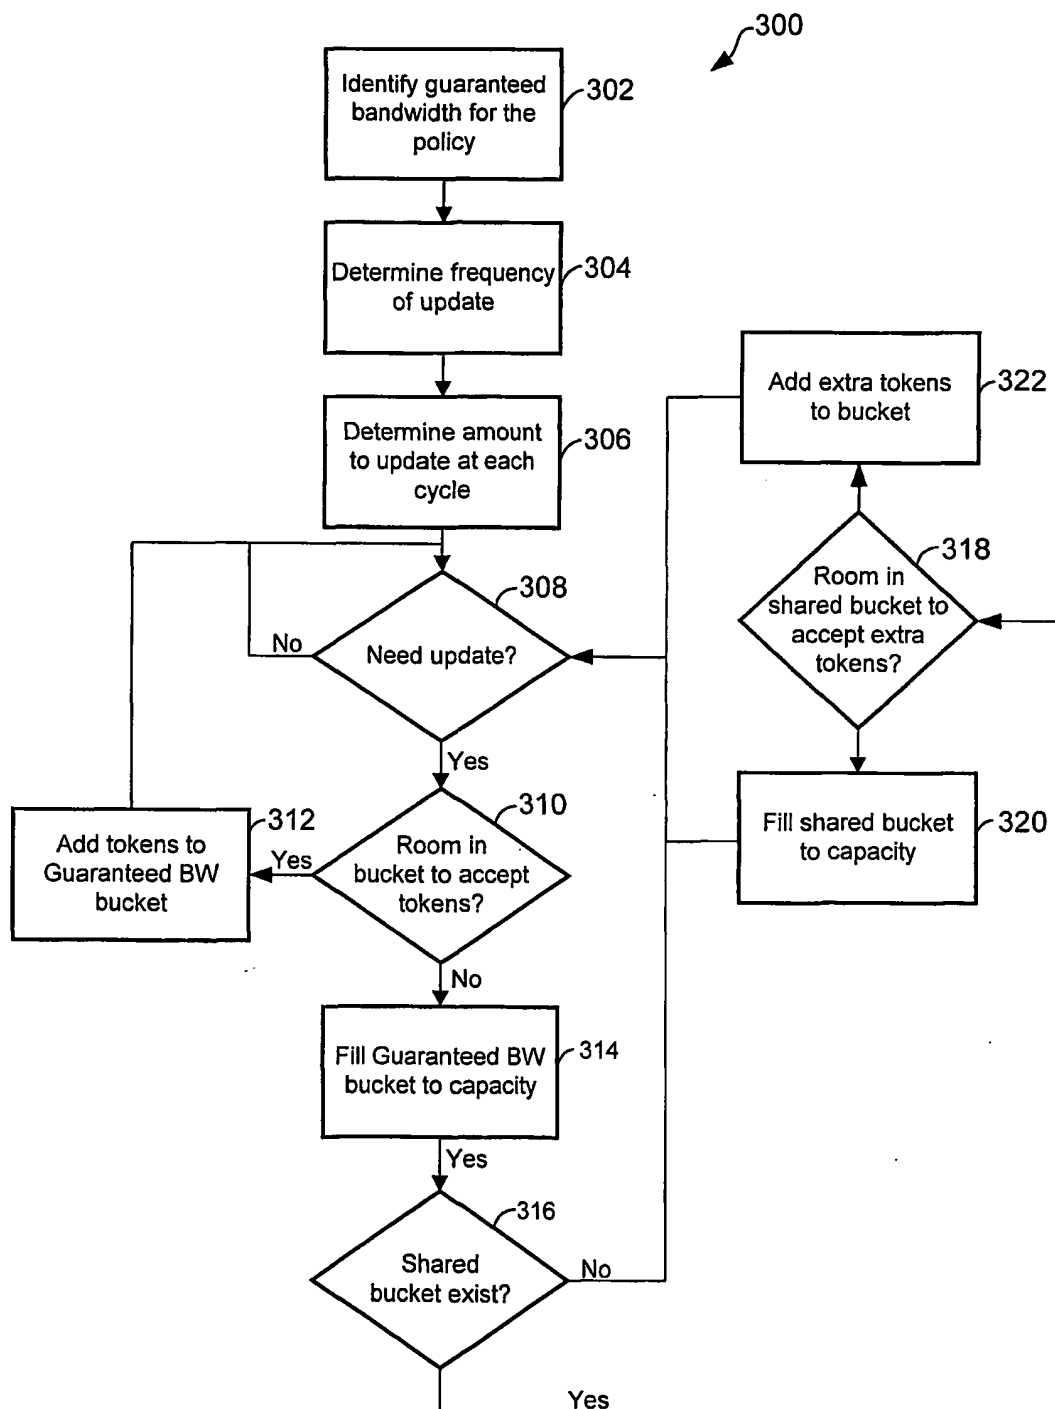 300
Identify guaranteed
bandwidth for the
policy
302
Determine frequency
of update
304
Determine amount
to update at each
cycle
306
Need update?
308
No
Yes
Room in
bucket to accept
tokens?
310
Yes
Add tokens to
Guaranteed BW
bucket
312
No
Fill Guaranteed BW
bucket to capacity
314
Yes
Shared
bucket exist?
316
No
Yes
Room in
shared bucket to
accept extra
tokens?
318
Add extra tokens
to bucket
322
Fill shared bucket
to capacity
320